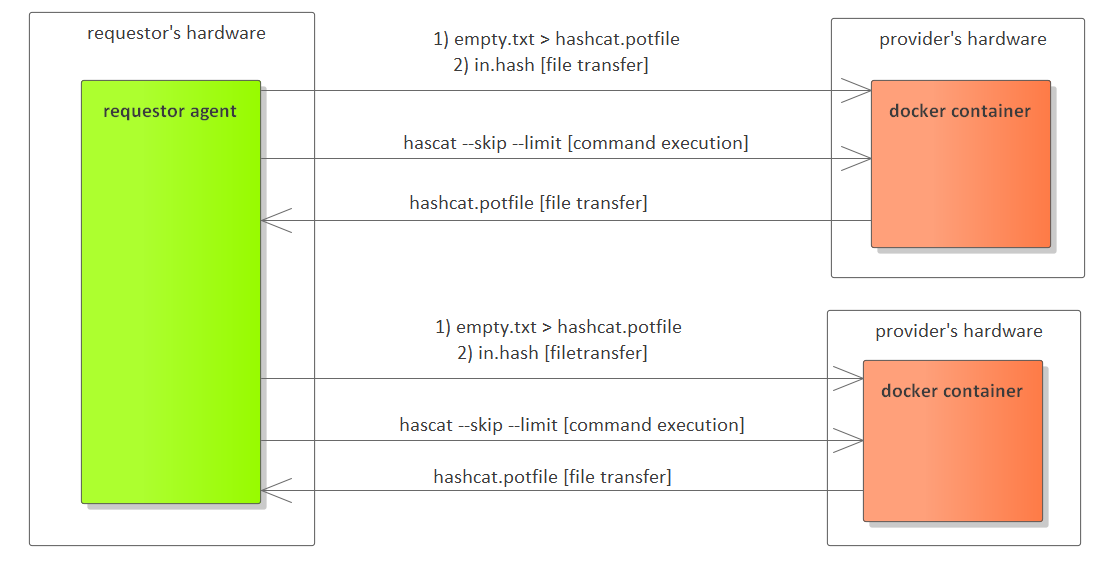 requestor's hardware
requestor agent
1) empty.txt > hashcat.potfile
2) in.hash [file transfer]
hascat --skip --limit [command execution]
hashcat.potfile [file transfer]
provider's hardware
docker container
1) empty.txt > hashcat.potfile
2) in.hash [filetransfer]
hascat --skip --limit [command execution]
hashcat.potfile [file transfer]
provider's hardware
docker container